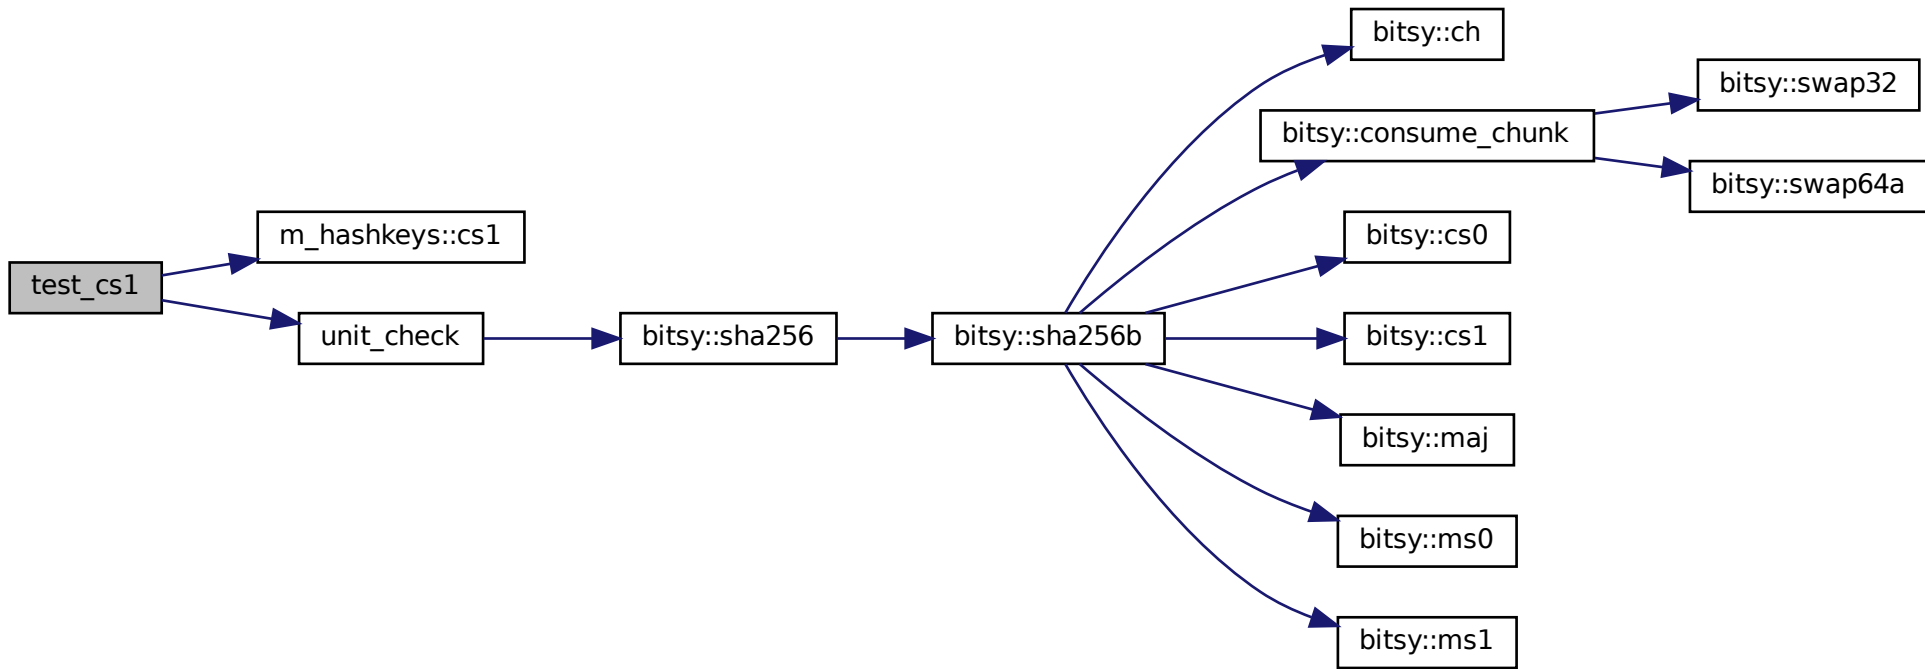 test_cs1
m_hashkeys::cs1
unit_check
bitsy::sha256
bitsy::sha256b
bitsy::ch
bitsy::consume_chunk
bitsy::swap32
bitsy::swap64a
bitsy::cs0
bitsy::cs1
bitsy::maj
bitsy::ms0
bitsy::ms1